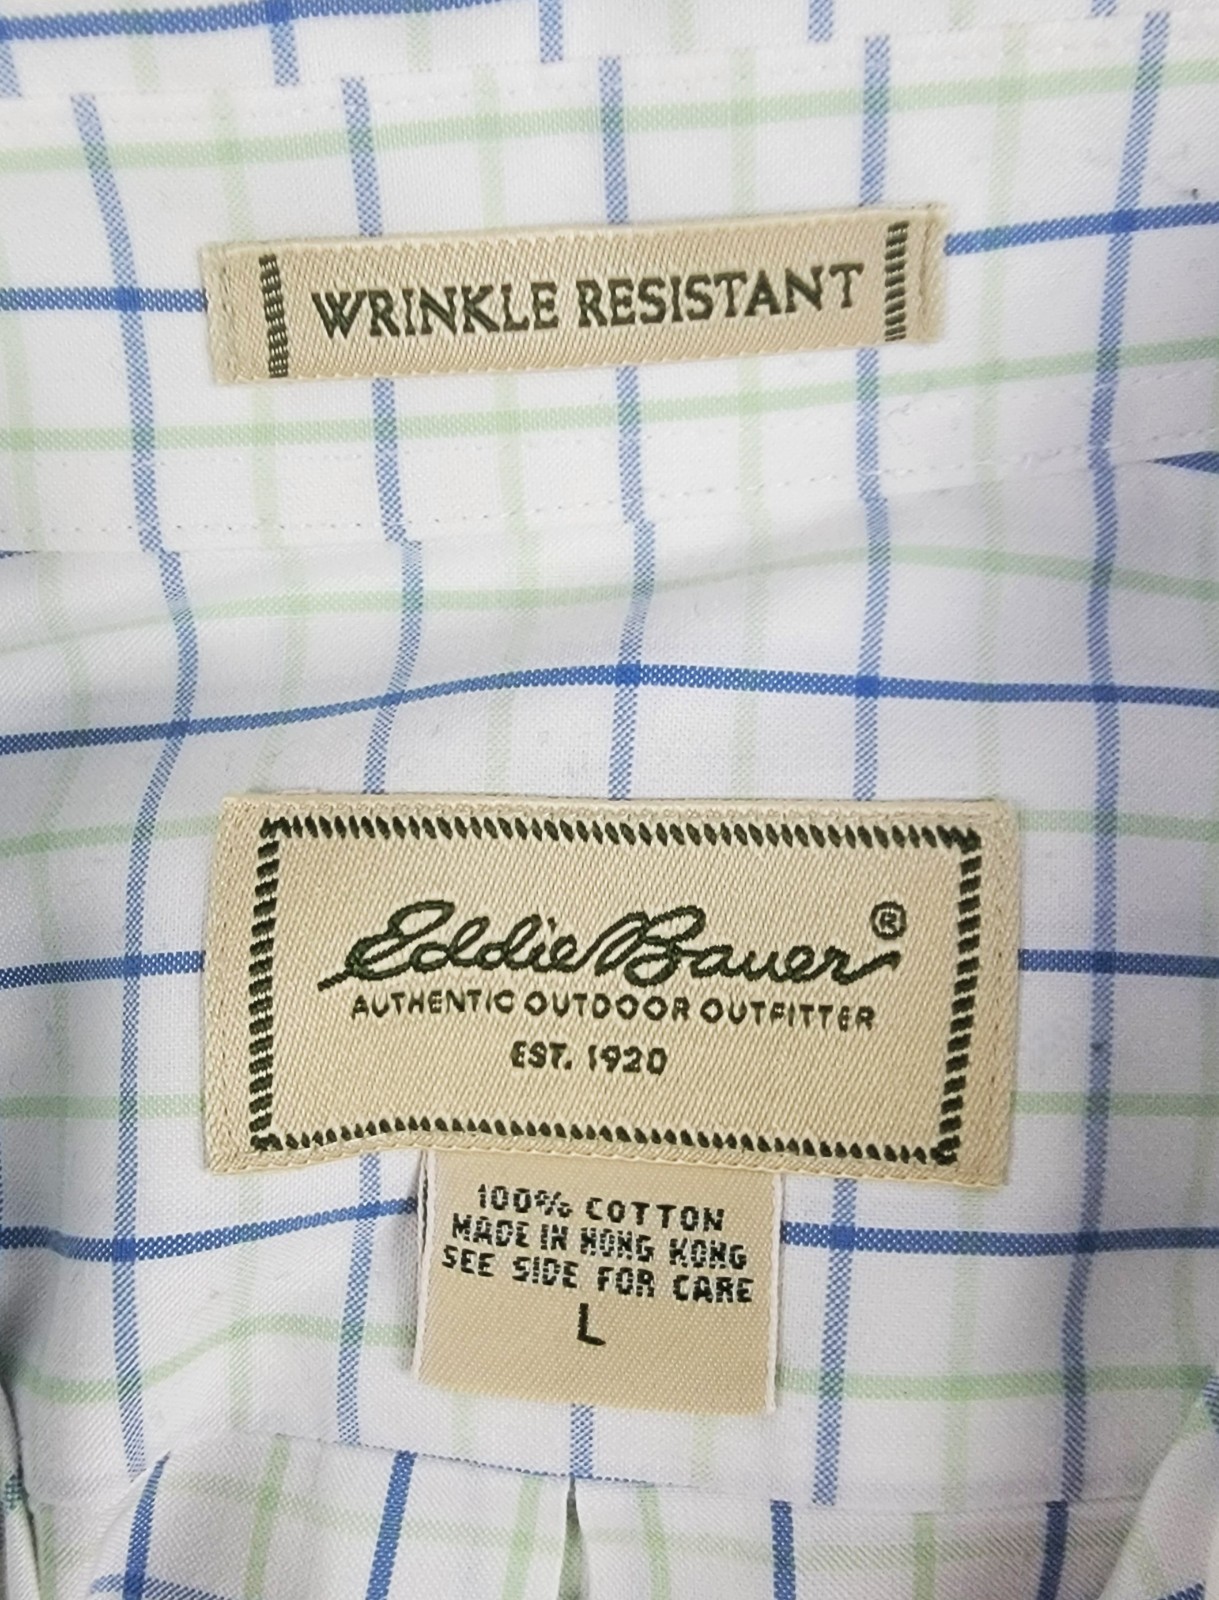 WRINKLE RESISTANT
Eddie Bauer®
AUTHENTIC OUTDOOR OUTFITTER
EST. 1920
100% COTTON
MADE IN HONG KONG
SEE SIDE FOR CARE
L